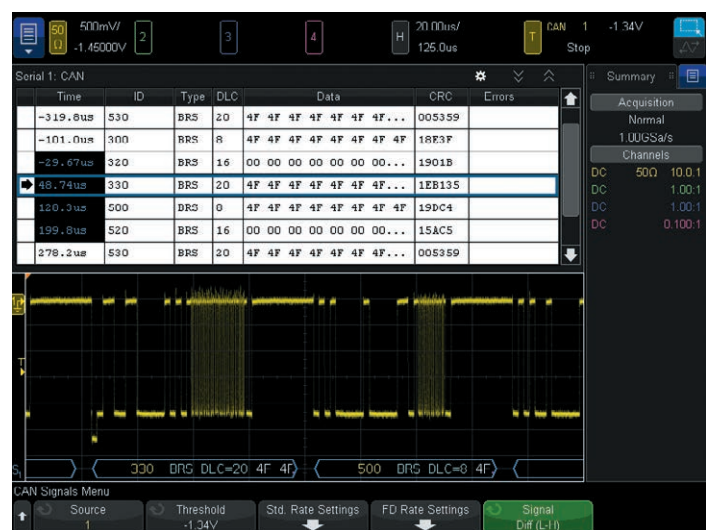 50 Ω 500mV/ -1.45000V 2 3 4 H 20.00us/ 125.0us T CAN 1 -1.34V Stop
Serial 1: CAN
Time ID Type DLC Data CRC Errors
-319.8us 530 BRS 20 4F 4F 4F 4F 4F 4F... 005359
-101.0us 300 BRS 8 4F 4F 4F 4F 4F 4F 4F 18E3F
-29.67us 320 BRS 16 00 00 00 00 00 00... 1901B
48.74us 330 BRS 20 4F 4F 4F 4F 4F 4F... 1EB135
120.3us 500 BRS 8 4F 4F 4F 4F 4F 4F 4F 19DC4
199.8us 520 BRS 16 00 00 00 00 00 00... 15AC5
278.2us 530 BRS 20 4F 4F 4F 4F 4F 4F... 005359
Summary
Acquisition
Normal
1.00GSa/s
Channels
DC 50Ω 10.0:1
DC 1.00:1
DC 1.00:1
DC 0.100:1
T
S1 330 BRS DLC=20 4F 4F 500 BRS DLC=8 4F
CAN Signals Menu
Source
1
Threshold
-1.34V
Std. Rate Settings
FD Rate Settings
Signal
Diff (L-H)